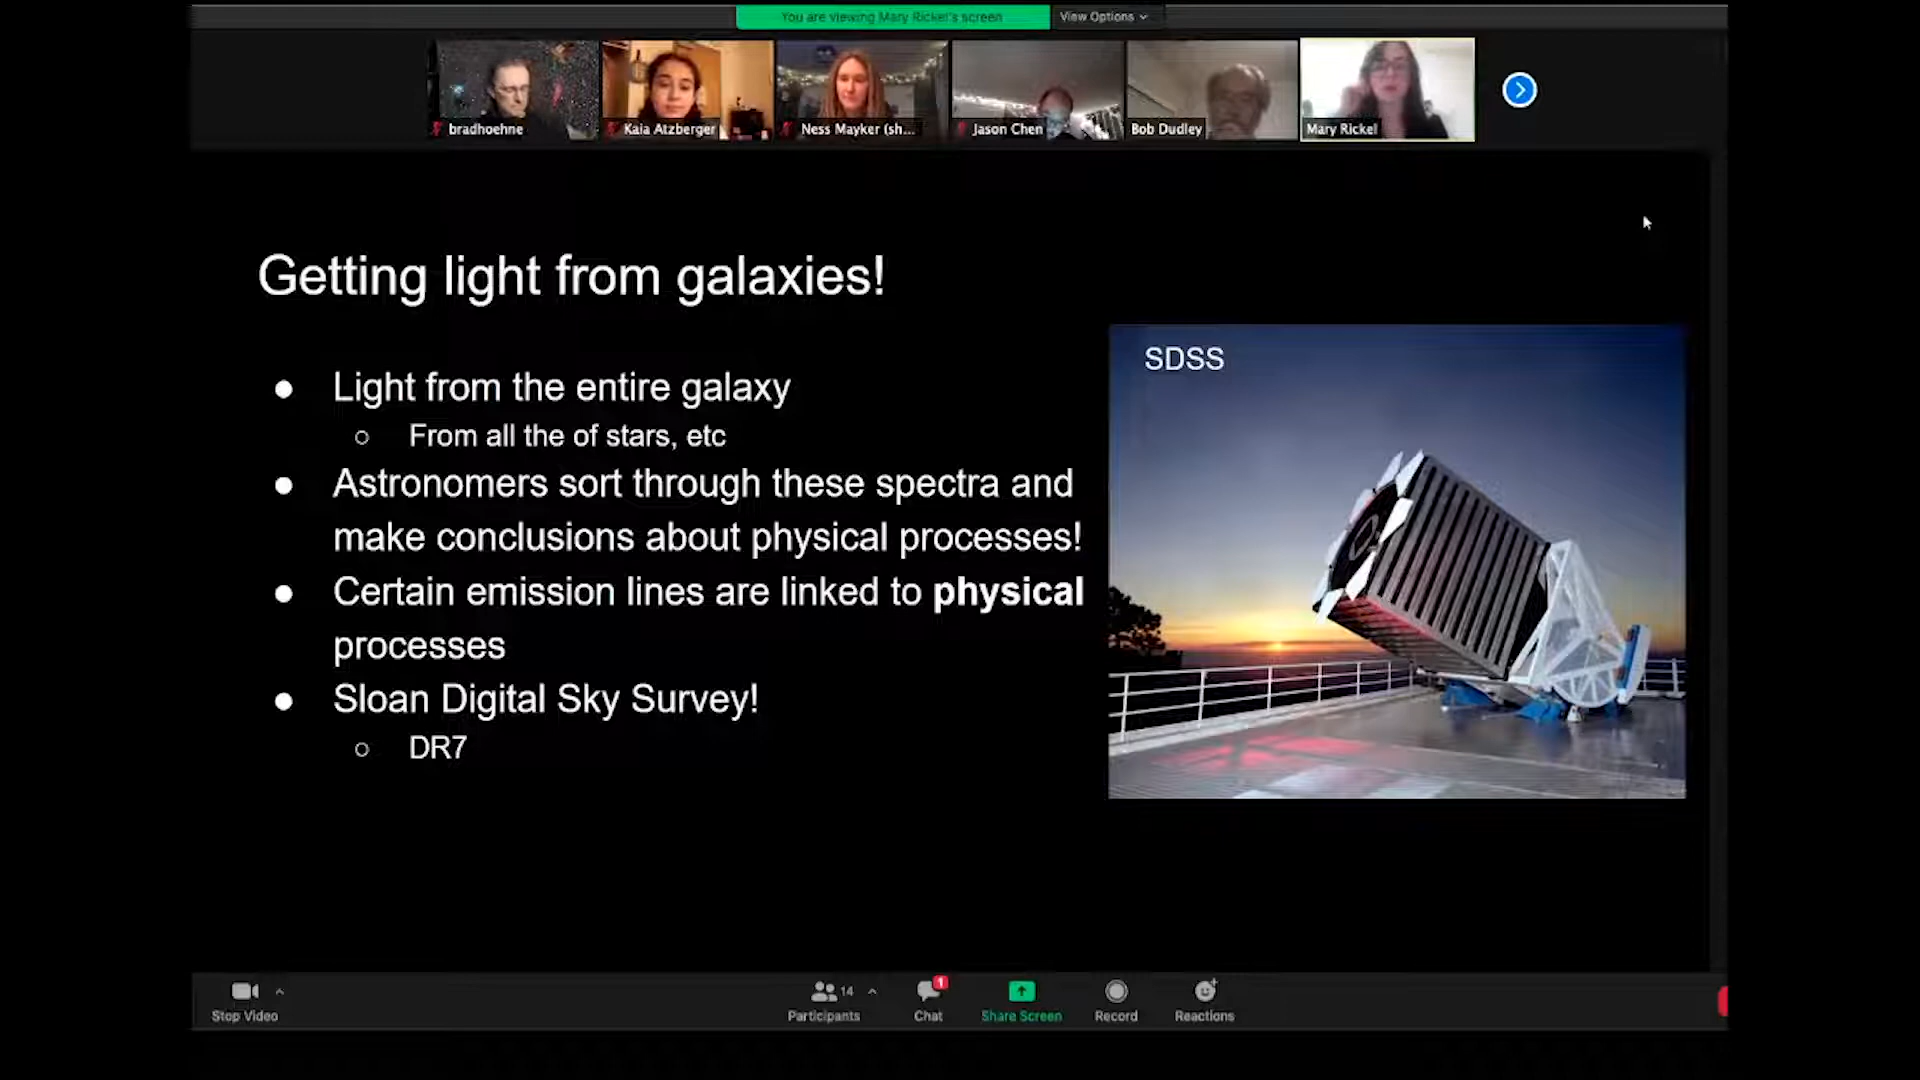 You are viewing Mary Rickel's screen
View Options
bradhoehne
Kaia Atzberger
Ness Mayker (sh...
Jason Chen
Bob Dudley
Mary Rickel
Getting light from galaxies!
● Light from the entire galaxy
○ From all the of stars, etc
● Astronomers sort through these spectra and
make conclusions about physical processes!
● Certain emission lines are linked to physical
processes
● Sloan Digital Sky Survey!
○ DR7
SDSS
Stop Video
14
Participants
1
Chat
Share Screen
Record
Reactions